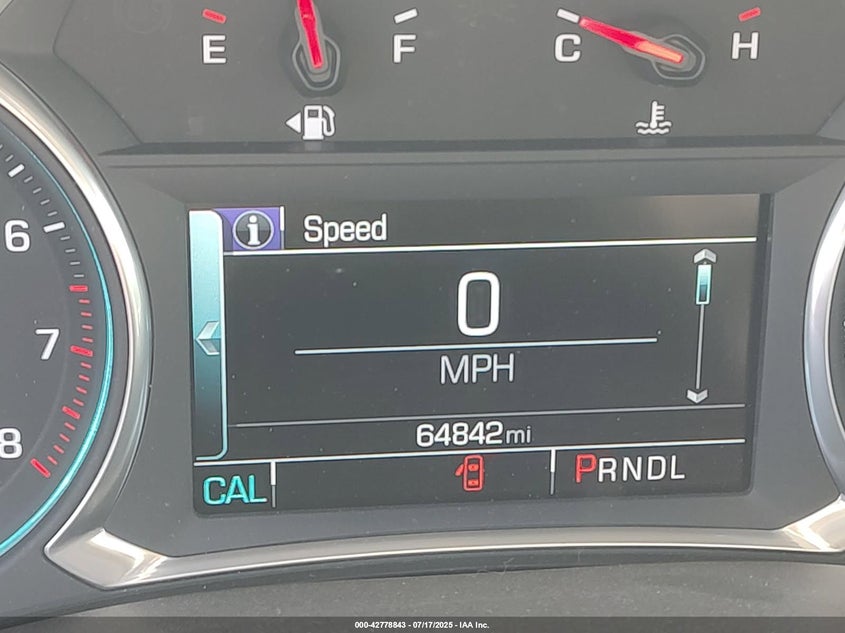 E F C H
i Speed
6
0
7
MPH
8
64842 mi
CAL PRNDL
000-42778843 - 07/17/2025 - IAA Inc.